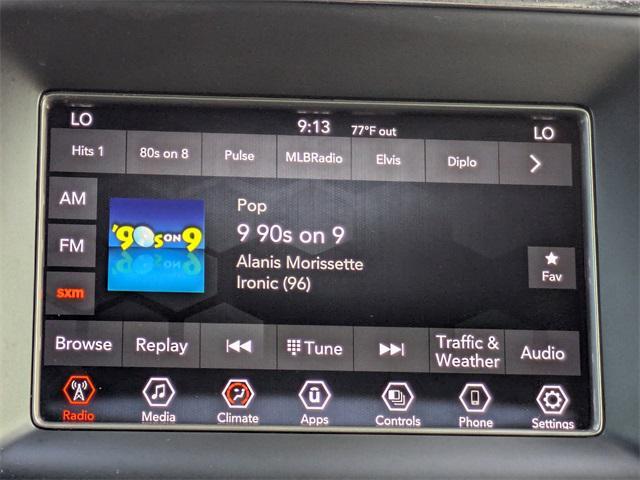 LO
9:13
77°F out
LO
Hits 1
80s on 8
Pulse
MLBRadio
Elvis
Diplo
AM
FM
sxm
'90s ON 9
Pop
9 90s on 9
Alanis Morissette
Ironic (96)
Fav
Browse
Replay
Tune
Traffic &
Weather
Audio
Radio
Media
Climate
Apps
Controls
Phone
Settings